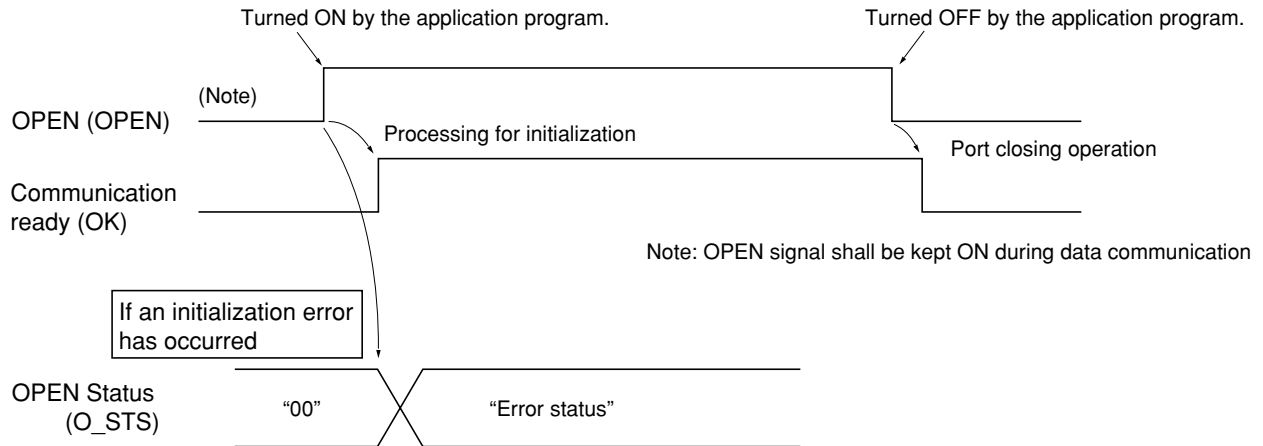 Turned ON by the application program.
Turned OFF by the application program.
(Note)
OPEN (OPEN)
Processing for initialization
Port closing operation
Communication
ready (OK)
Note: OPEN signal shall be kept ON during data communication
If an initialization error
has occurred
OPEN Status
(O_STS)
“00”
“Error status”